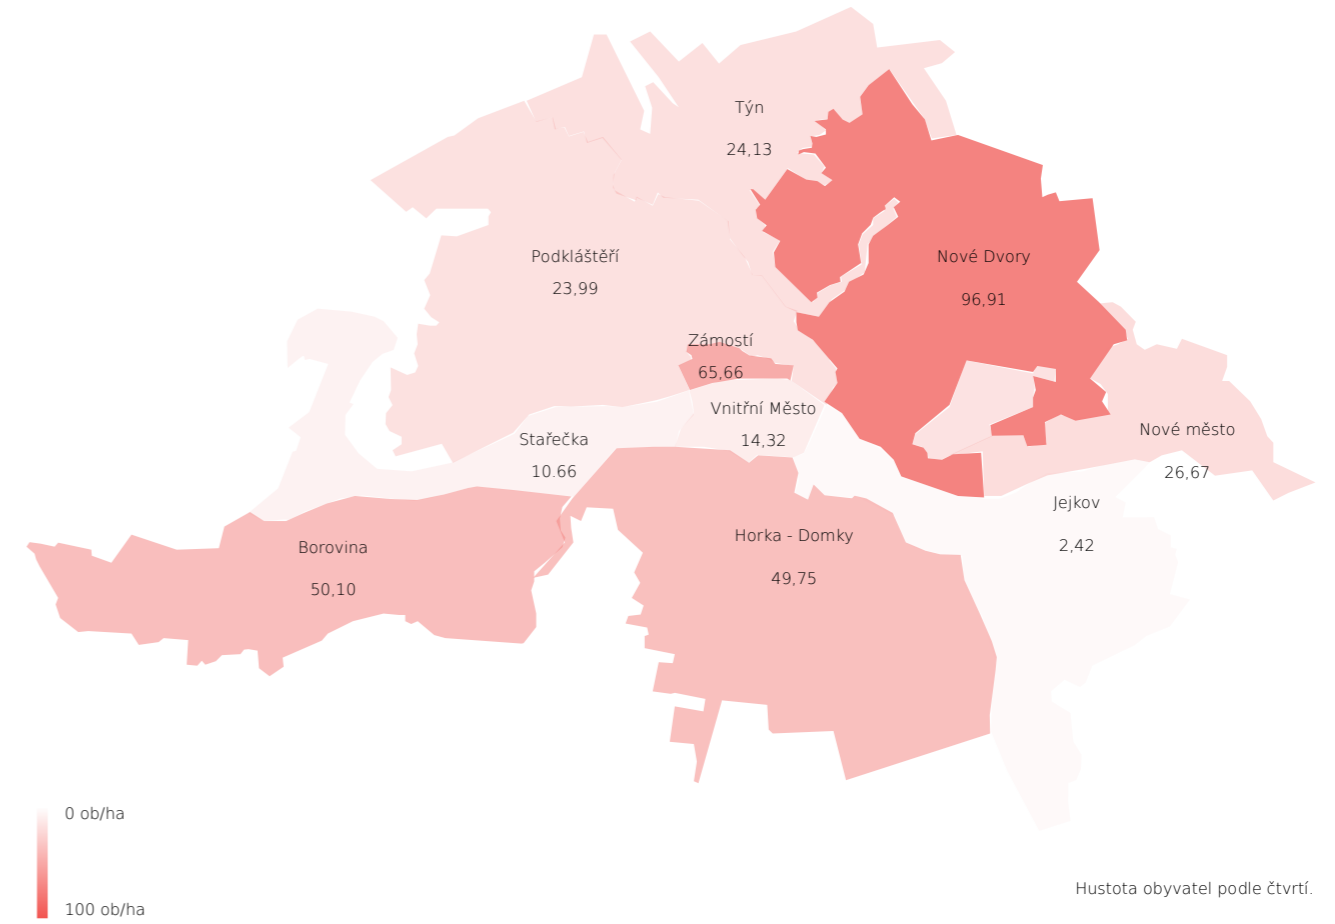 Týn
24,13
Podkláštěří
23,99
Nové Dvory
96,91
Zámostí
65,66
Vnitřní Město
14,32
Stařečka
10.66
Nové město
26,67
Jejkov
2,42
Horka - Domky
49,75
Borovina
50,10
0 ob/ha
100 ob/ha
Hustota obyvatel podle čtvrtí.